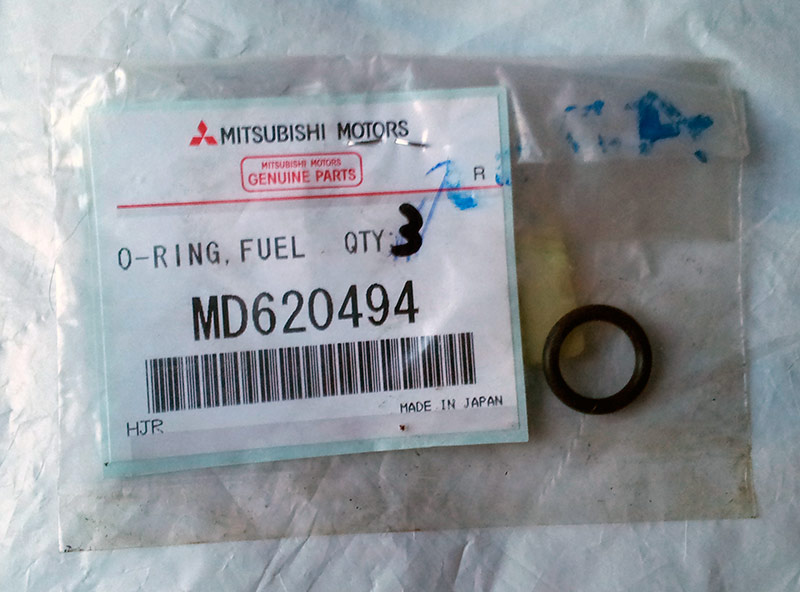 MITSUBISHI MOTORS
MITSUBISHI MOTORS
GENUINE PARTS
R
O-RING, FUEL QTY: 3
MD620494
MADE IN JAPAN
HJR